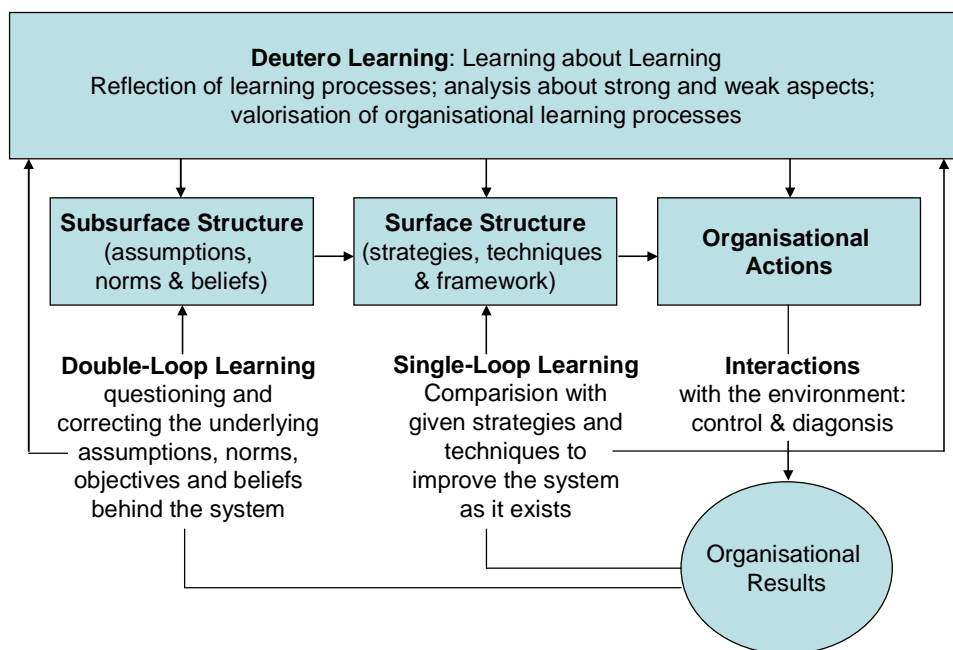 Deutero Learning: Learning about Learning
Reflection of learning processes; analysis about strong and weak aspects;
valorisation of organisational learning processes
Subsurface Structure
(assumptions,
norms & beliefs)
Surface Structure
(strategies, techniques
& framework)
Organisational
Actions
Double-Loop Learning
questioning and
correcting the underlying
assumptions, norms,
objectives and beliefs
behind the system
Single-Loop Learning
Comparision with
given strategies and
techniques to
improve the system
as it exists
Interactions
with the environment:
control & diagonsis
Organisational
Results